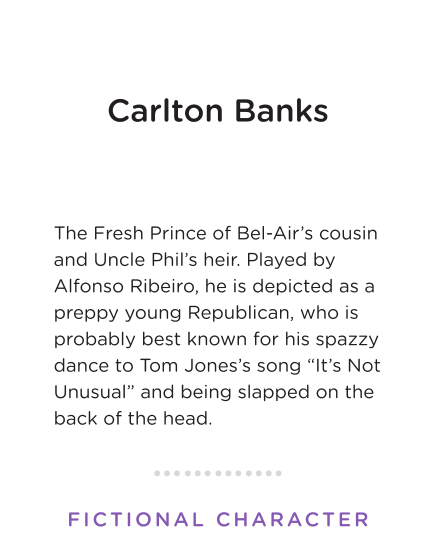 Carlton Banks
The Fresh Prince of Bel-Air’s cousin
and Uncle Phil’s heir. Played by
Alfonso Ribeiro, he is depicted as a
preppy young Republican, who is
probably best known for his spazzy
dance to Tom Jones’s song “It’s Not
Unusual” and being slapped on the
back of the head.
FICTIONAL CHARACTER